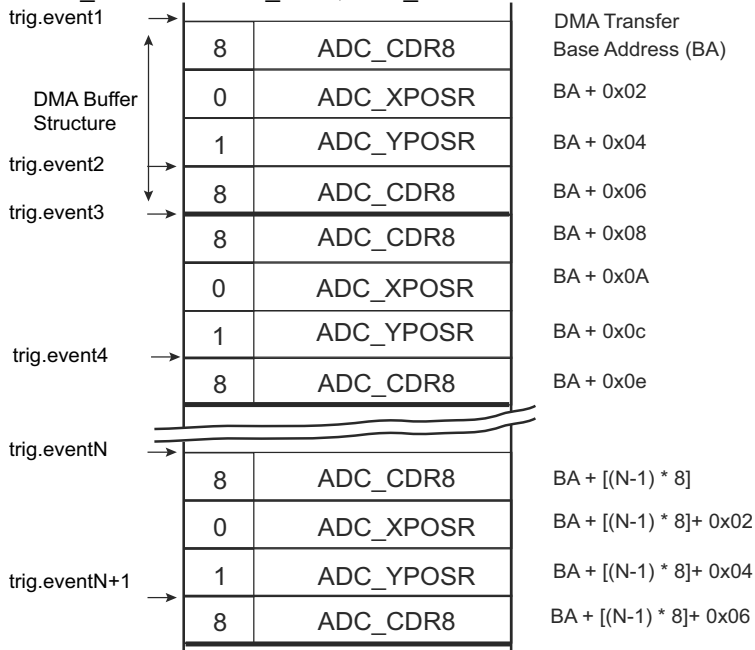 trig.event1
DMA Transfer
8 ADC_CDR8 Base Address (BA)
DMA Buffer
Structure
0 ADC_XPOSR BA + 0x02
1 ADC_YPOSR BA + 0x04
trig.event2
8 ADC_CDR8 BA + 0x06
trig.event3
8 ADC_CDR8 BA + 0x08
0 ADC_XPOSR BA + 0x0A
1 ADC_YPOSR BA + 0x0c
trig.event4
8 ADC_CDR8 BA + 0x0e
trig.eventN
8 ADC_CDR8 BA + [(N-1) * 8]
0 ADC_XPOSR BA + [(N-1) * 8]+ 0x02
1 ADC_YPOSR BA + [(N-1) * 8]+ 0x04
trig.eventN+1
8 ADC_CDR8 BA + [(N-1) * 8]+ 0x06